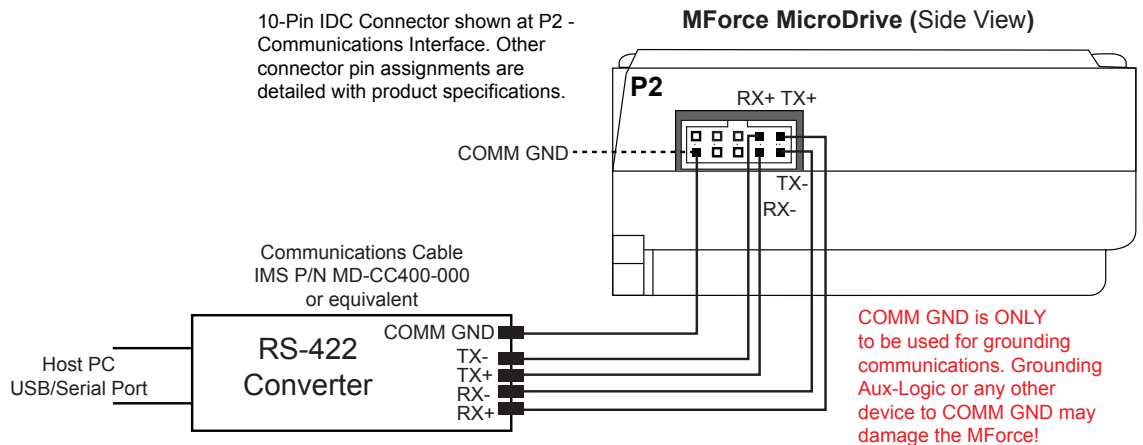 10-Pin IDC Connector shown at P2 -
Communications Interface. Other
connector pin assignments are
detailed with product specifications.
MForce MicroDrive (Side View)
P2
RX+ TX+
COMM GND
TX-
RX-
Communications Cable
IMS P/N MD-CC400-000
or equivalent
COMM GND
TX-
TX+
RX-
RX+
RS-422
Converter
Host PC
USB/Serial Port
COMM GND is ONLY
to be used for grounding
communications. Grounding
Aux-Logic or any other
device to COMM GND may
damage the MForce!